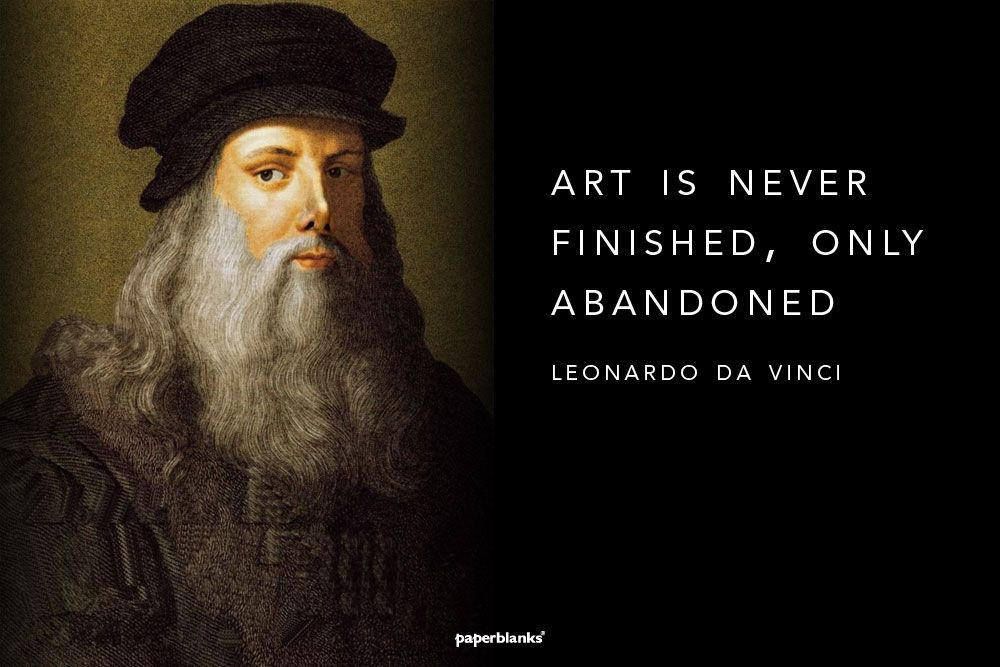 ART IS NEVER
FINISHED, ONLY
ABANDONED
LEONARDO DA VINCI
paperblanks®